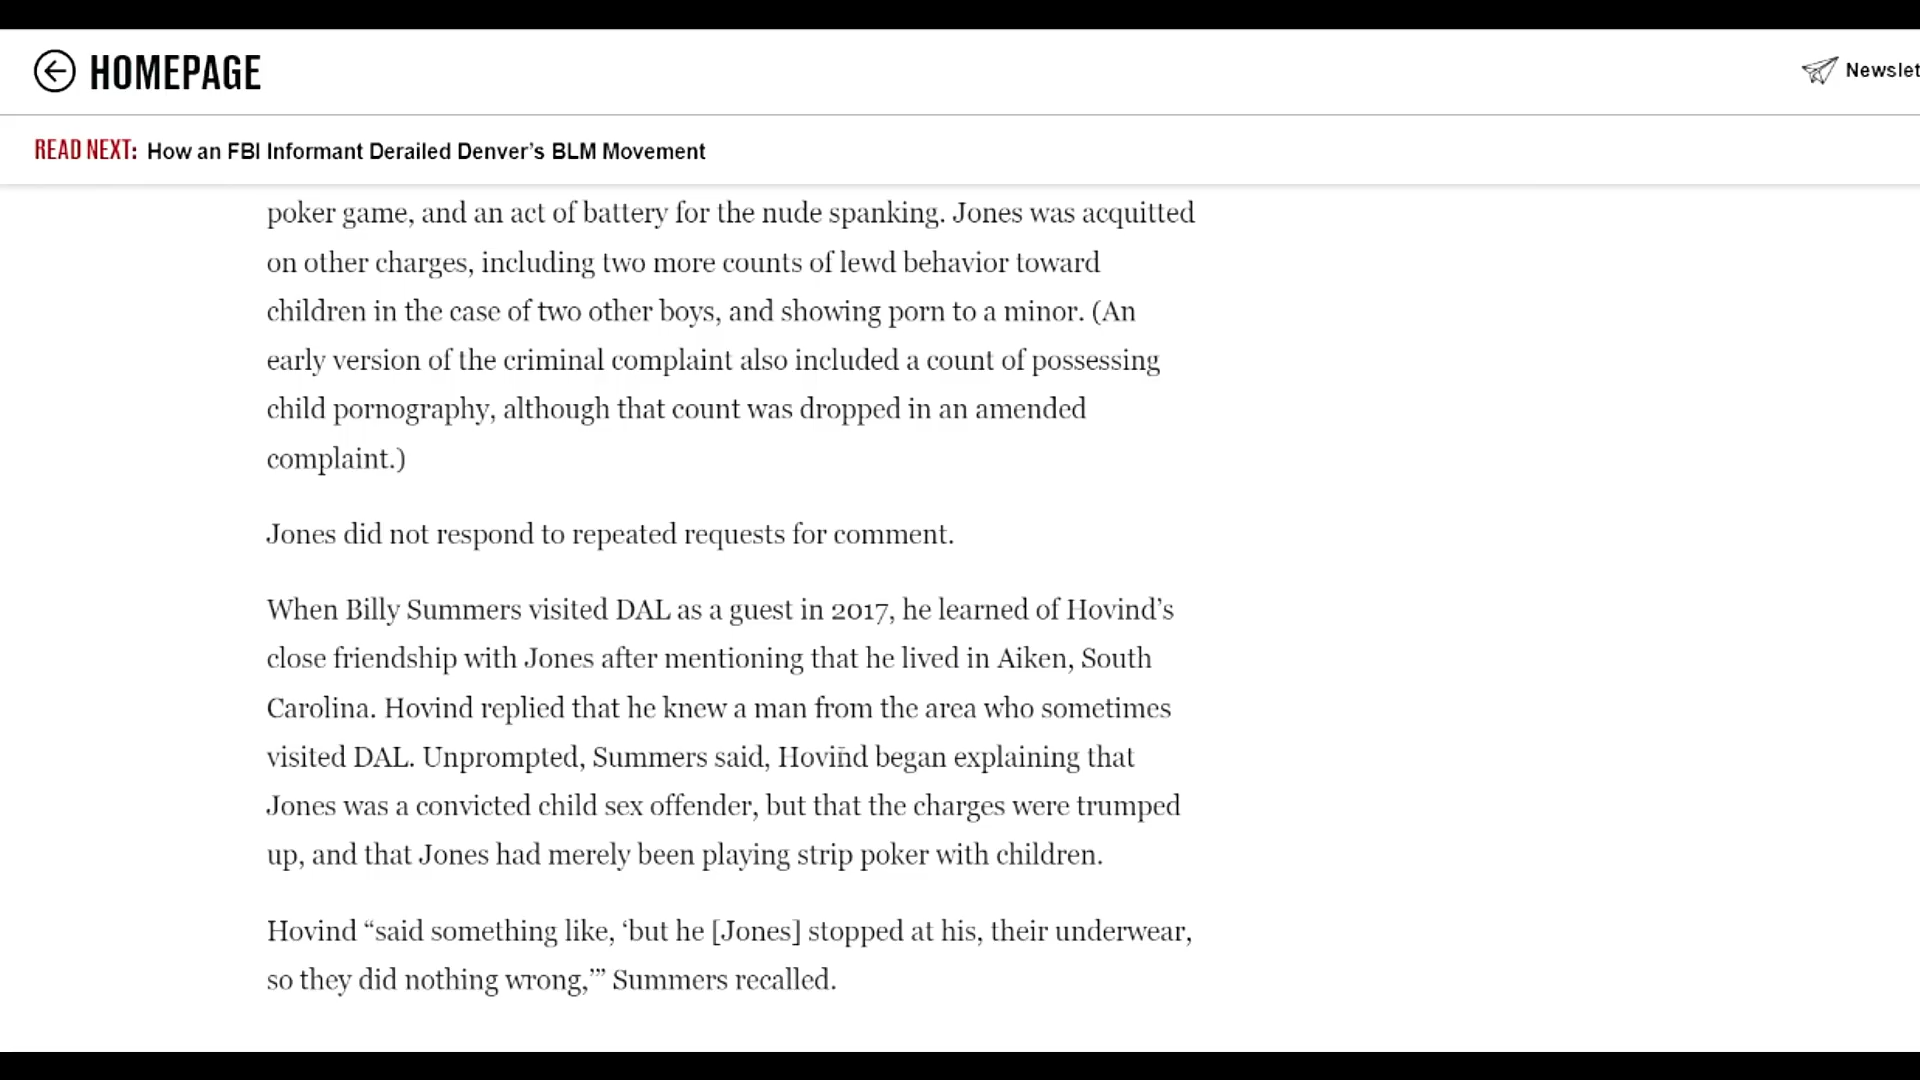 HOMEPAGE
Newslet
READ NEXT: How an FBI Informant Derailed Denver’s BLM Movement
poker game, and an act of battery for the nude spanking. Jones was acquitted
on other charges, including two more counts of lewd behavior toward
children in the case of two other boys, and showing porn to a minor. (An
early version of the criminal complaint also included a count of possessing
child pornography, although that count was dropped in an amended
complaint.)
Jones did not respond to repeated requests for comment.
When Billy Summers visited DAL as a guest in 2017, he learned of Hovind’s
close friendship with Jones after mentioning that he lived in Aiken, South
Carolina. Hovind replied that he knew a man from the area who sometimes
visited DAL. Unprompted, Summers said, Hovind began explaining that
Jones was a convicted child sex offender, but that the charges were trumped
up, and that Jones had merely been playing strip poker with children.
Hovind “said something like, ‘but he [Jones] stopped at his, their underwear,
so they did nothing wrong,’” Summers recalled.